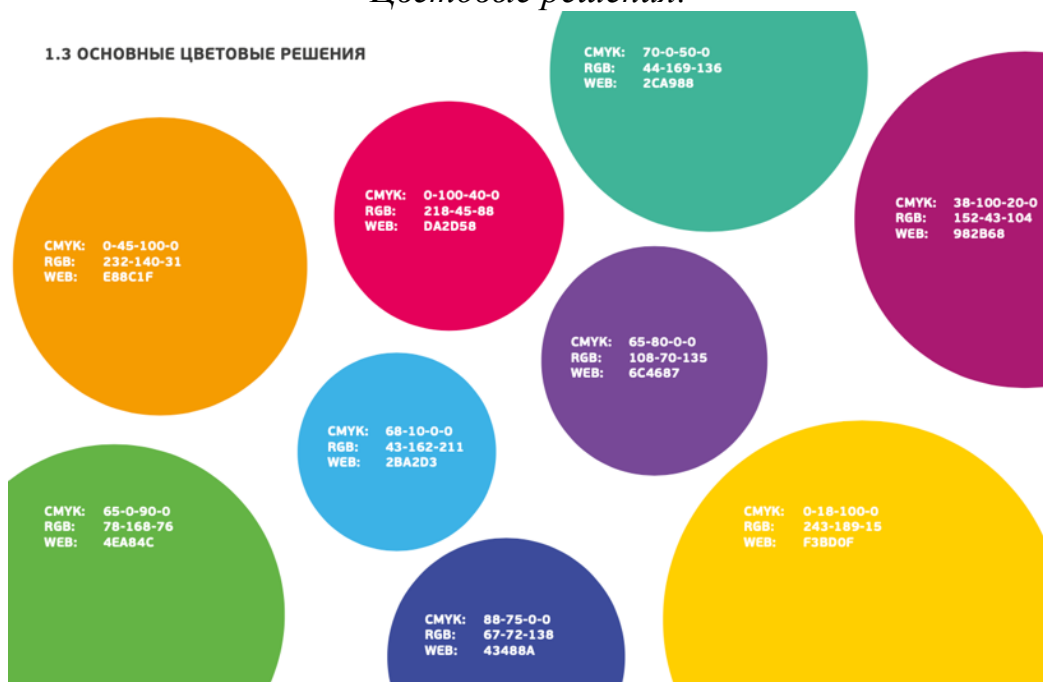 Цветовые решения:
1.3 ОСНОВНЫЕ ЦВЕТОВЫЕ РЕШЕНИЯ
CMYK: 70-0-50-0
RGB: 44-169-136
WEB: 2CA988
CMYK: 0-100-40-0
RGB: 218-45-88
WEB: DA2D58
CMYK: 38-100-20-0
RGB: 152-43-104
WEB: 982B68
CMYK: 0-45-100-0
RGB: 232-140-31
WEB: E88C1F
CMYK: 65-80-0-0
RGB: 108-70-135
WEB: 6C4687
CMYK: 68-10-0-0
RGB: 43-162-211
WEB: 2BA2D3
CMYK: 65-0-90-0
RGB: 78-168-76
WEB: 4EA84C
CMYK: 0-18-100-0
RGB: 243-189-15
WEB: F3BD0F
CMYK: 88-75-0-0
RGB: 67-72-138
WEB: 43488A